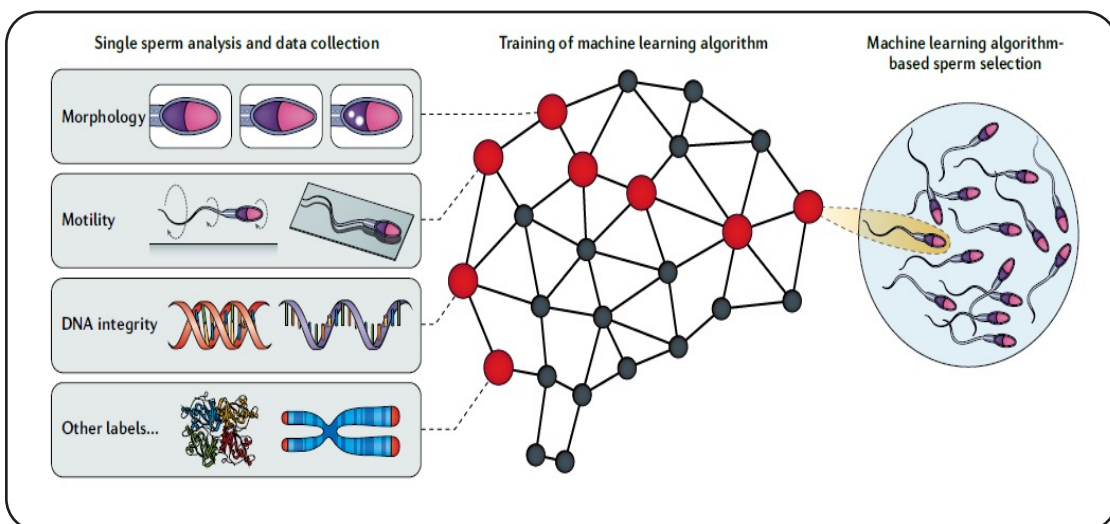 Single sperm analysis and data collection
Training of machine learning algorithm
Machine learning algorithm-
based sperm selection
Morphology
Motility
DNA integrity
Other labels...